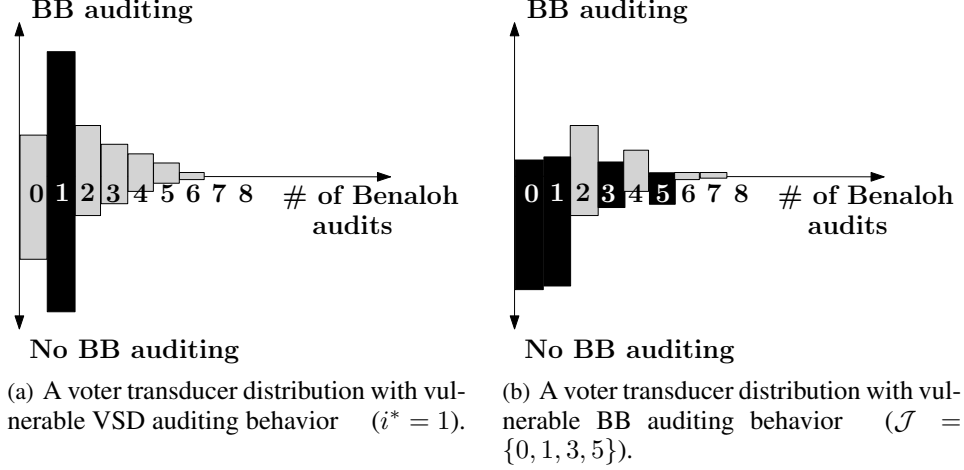 BB auditing
0 1 2 3 4 5 6 7 8 # of Benaloh
audits
No BB auditing
(a) A voter transducer distribution with vul-
nerable VSD auditing behavior (i* = 1).
BB auditing
0 1 2 3 4 5 6 7 8 # of Benaloh
audits
No BB auditing
(b) A voter transducer distribution with vul-
nerable BB auditing behavior (𝒥 =
{0, 1, 3, 5}).